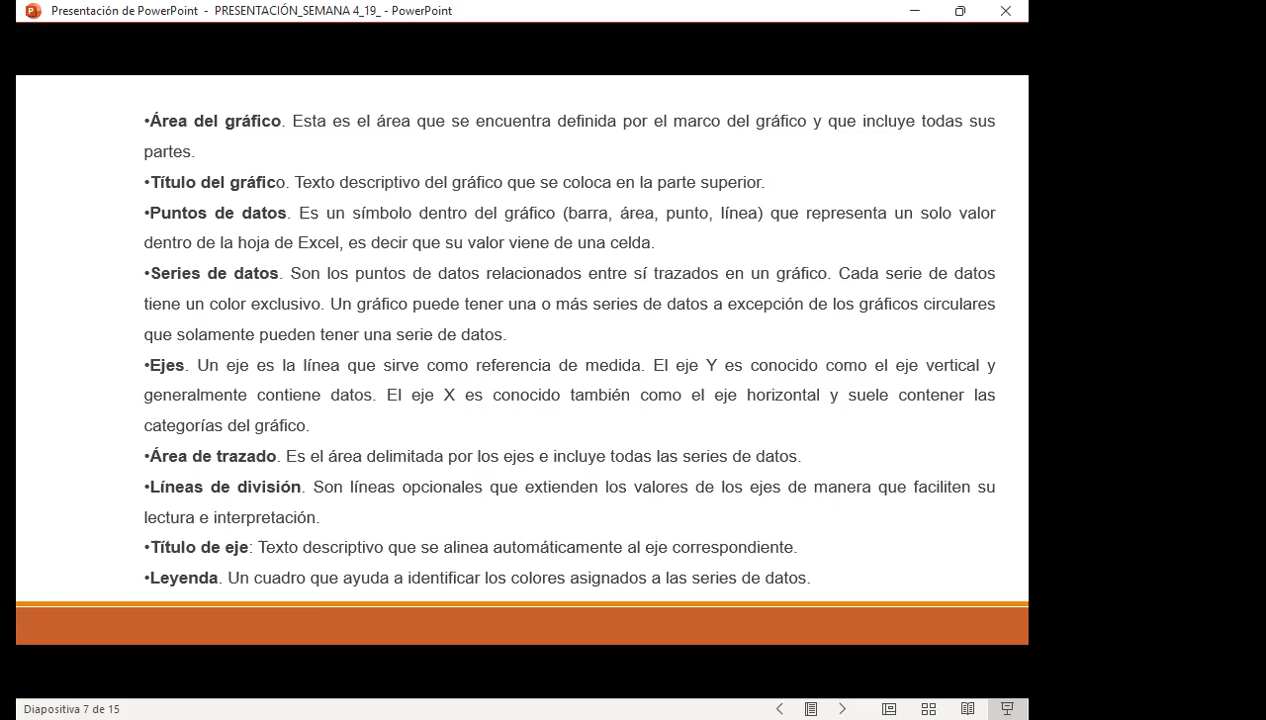 Presentación de PowerPoint - PRESENTACIÓN_SEMANA 4_19_ - PowerPoint
•Área del gráfico. Esta es el área que se encuentra definida por el marco del gráfico y que incluye todas sus
partes.
•Título del gráfico. Texto descriptivo del gráfico que se coloca en la parte superior.
•Puntos de datos. Es un símbolo dentro del gráfico (barra, área, punto, línea) que representa un solo valor
dentro de la hoja de Excel, es decir que su valor viene de una celda.
•Series de datos. Son los puntos de datos relacionados entre sí trazados en un gráfico. Cada serie de datos
tiene un color exclusivo. Un gráfico puede tener una o más series de datos a excepción de los gráficos circulares
que solamente pueden tener una serie de datos.
•Ejes. Un eje es la línea que sirve como referencia de medida. El eje Y es conocido como el eje vertical y
generalmente contiene datos. El eje X es conocido también como el eje horizontal y suele contener las
categorías del gráfico.
•Área de trazado. Es el área delimitada por los ejes e incluye todas las series de datos.
•Líneas de división. Son líneas opcionales que extienden los valores de los ejes de manera que faciliten su
lectura e interpretación.
•Título de eje: Texto descriptivo que se alinea automáticamente al eje correspondiente.
•Leyenda. Un cuadro que ayuda a identificar los colores asignados a las series de datos.
Diapositiva 7 de 15